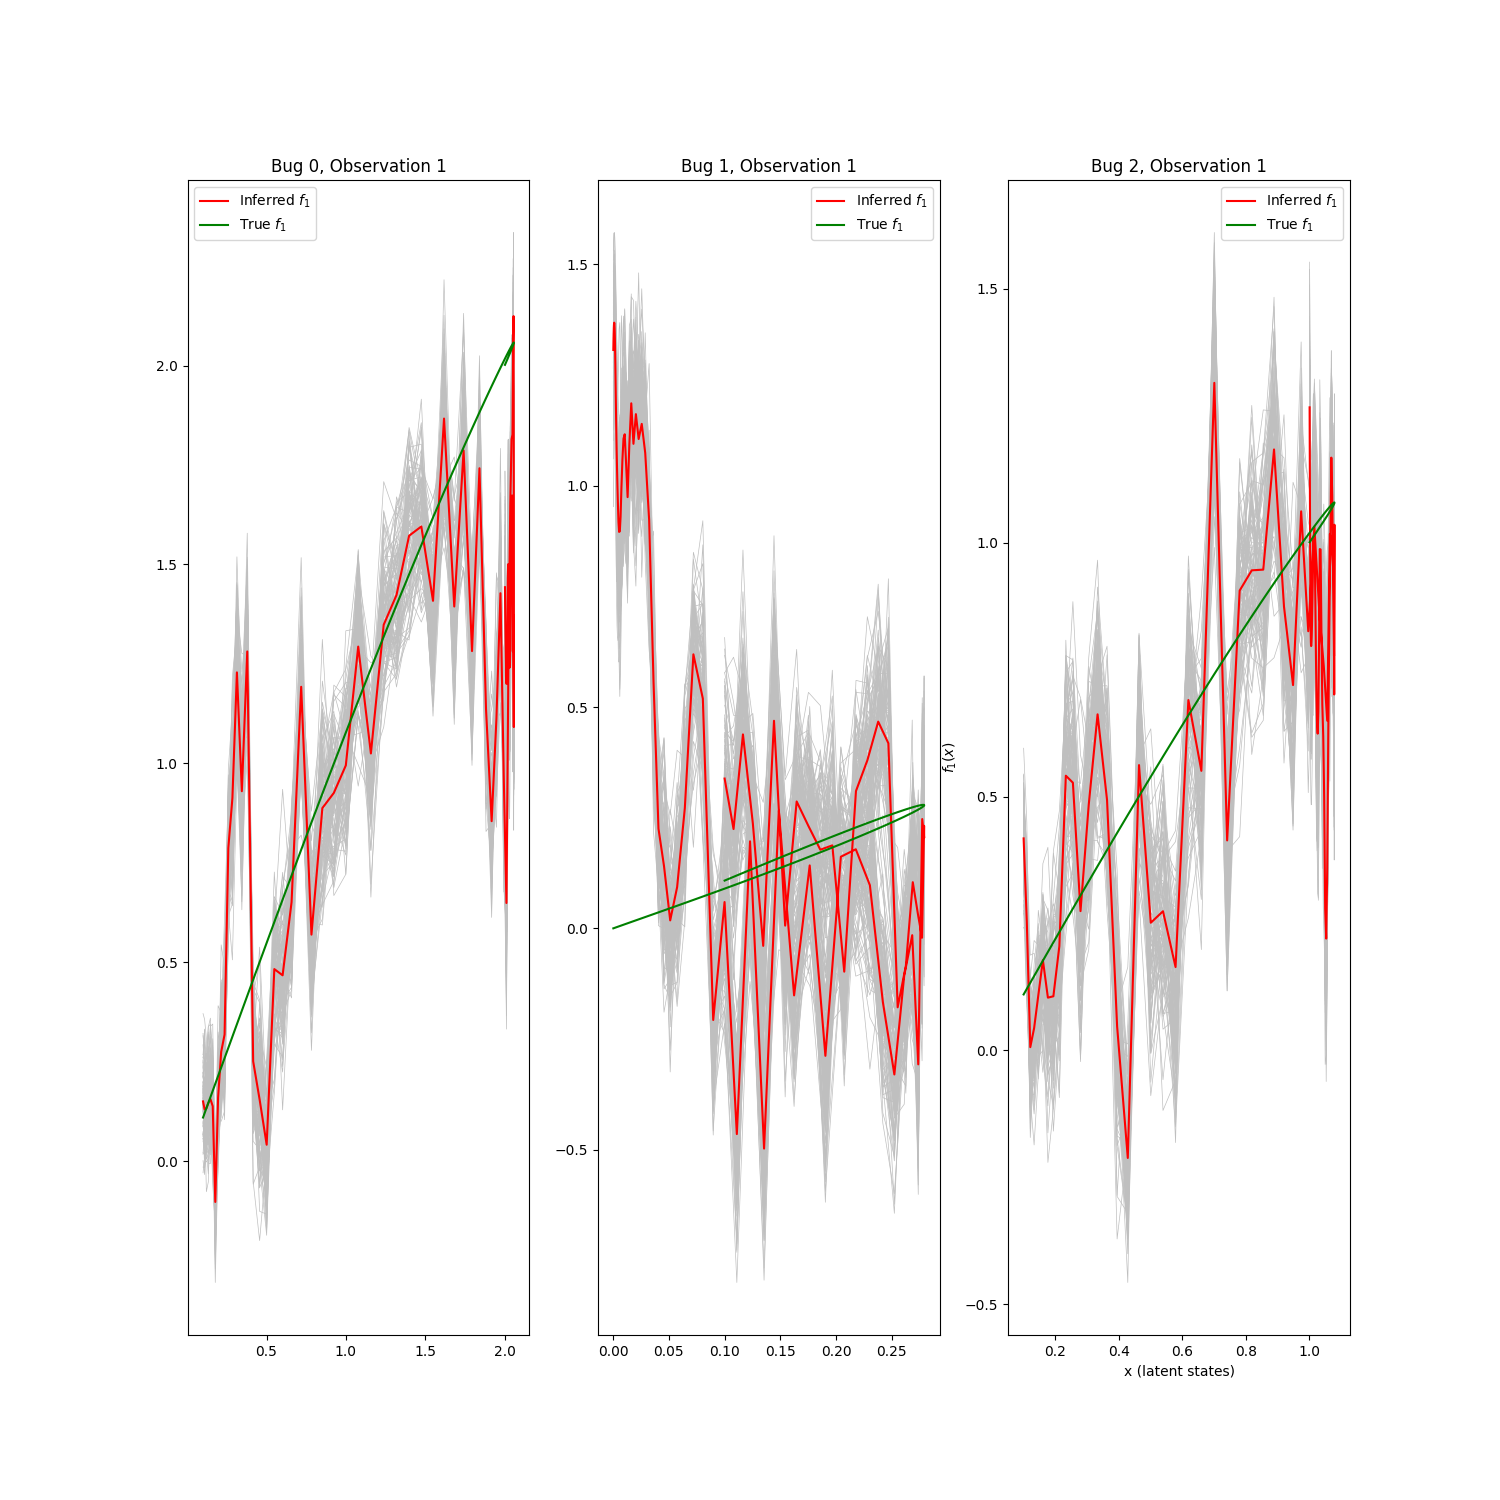 Bug 0, Observation 1
Inferred f₁
True f₁
2.0
1.5
1.0
0.5
0.0
0.5 1.0 1.5 2.0
Bug 1, Observation 1
Inferred f₁
True f₁
1.5
1.0
0.5
0.0
−0.5
0.00 0.05 0.10 0.15 0.20 0.25
Bug 2, Observation 1
Inferred f₁
True f₁
f₁(x)
1.5
1.0
0.5
0.0
−0.5
0.2 0.4 0.6 0.8 1.0
x (latent states)